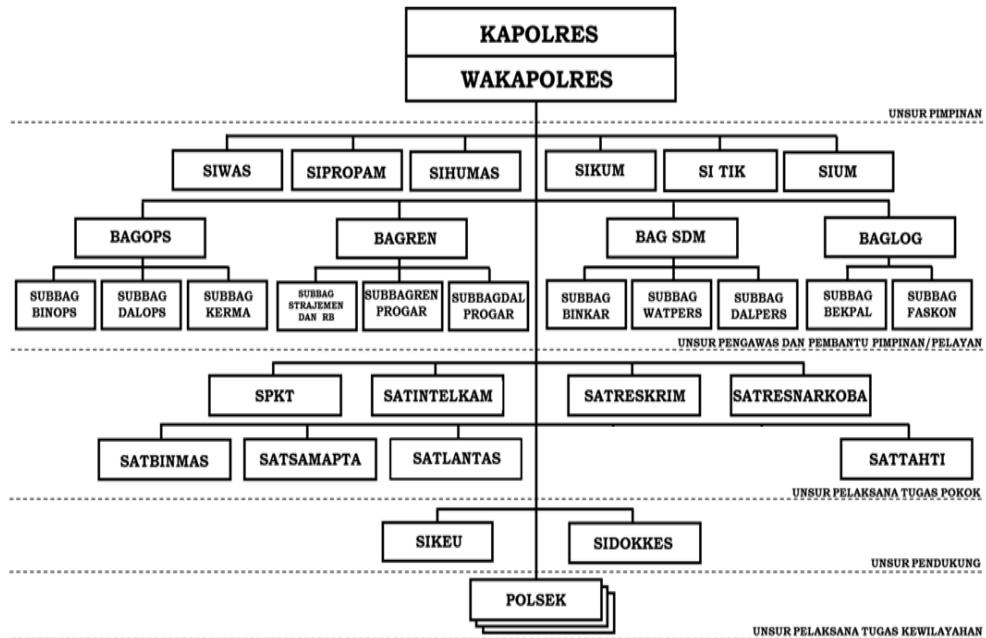 KAPOLRES
WAKAPOLRES
UNSUR PIMPINAN
SIWAS
SIPROPAM
SIHUMAS
SIKUM
SI TIK
SIUM
BAGOPS
BAGREN
BAG SDM
BAGLOG
SUBBAG
BINOPS
SUBBAG
DALOPS
SUBBAG
KERMA
SUBBAG
STRAJEMEN
DAN RB
SUBBAGREN
PROGAR
SUBBAGDAL
PROGAR
SUBBAG
BINKAR
SUBBAG
WATPERS
SUBBAG
DALPERS
SUBBAG
BEKPAL
SUBBAG
FASKON
UNSUR PENGAWAS DAN PEMBANTU PIMPINAN/PELAYAN
SPKT
SATINTELKAM
SATRESKRIM
SATRESNARKOBA
SATBINMAS
SATSAMAPTA
SATLANTAS
SATTAHTI
UNSUR PELAKSANA TUGAS POKOK
SIKEU
SIDOKKES
UNSUR PENDUKUNG
POLSEK
UNSUR PELAKSANA TUGAS KEWILAYAHAN